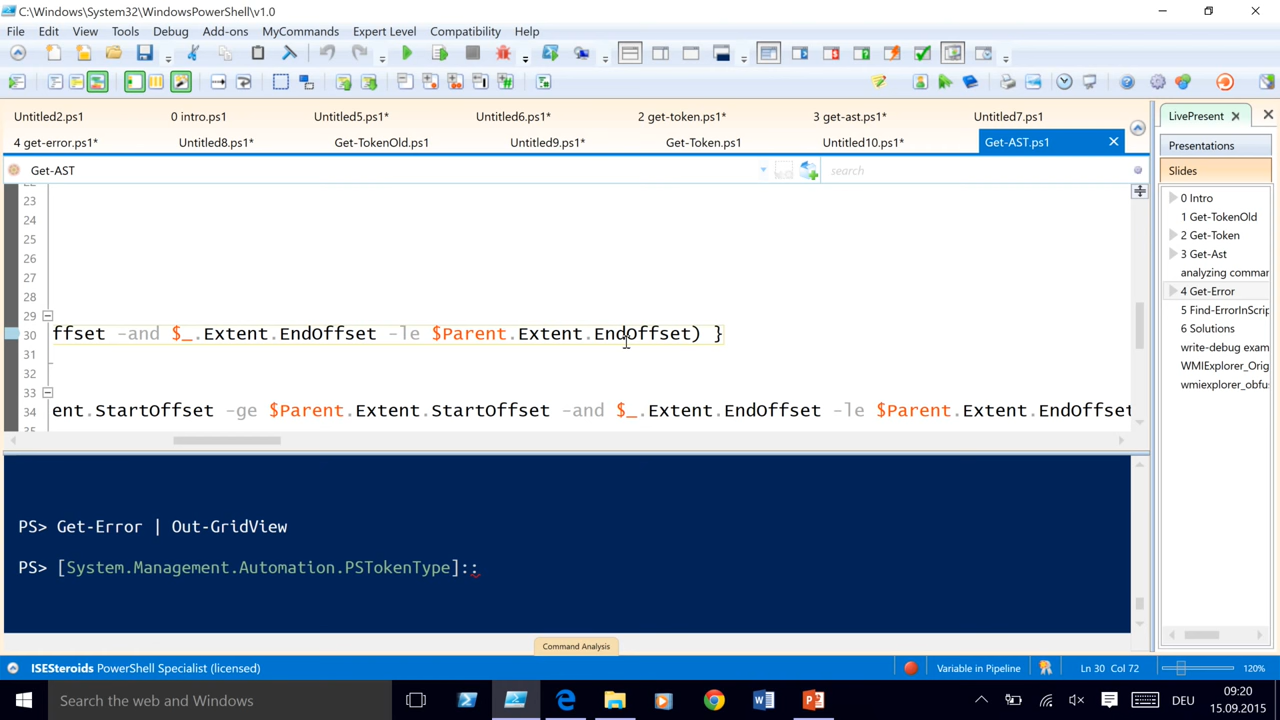 C:\Windows\System32\WindowsPowerShell\v1.0
File Edit View Tools Debug Add-ons MyCommands Expert Level Compatibility Help
Untitled2.ps1 0 intro.ps1 Untitled5.ps1* Untitled6.ps1* 2 get-token.ps1* 3 get-ast.ps1* Untitled7.ps1
4 get-error.ps1* Untitled8.ps1* Get-TokenOld.ps1 Untitled9.ps1* Get-Token.ps1 Untitled10.ps1* Get-AST.ps1
Get-AST search
23
24
25
26
27
28
29
30 ffset -and $_.Extent.EndOffset -le $Parent.Extent.EndOffset) }
31
32
33
34 ent.StartOffset -ge $Parent.Extent.StartOffset -and $_.Extent.EndOffset -le $Parent.Extent.EndOffset
PS> Get-Error | Out-GridView
PS> [System.Management.Automation.PSTokenType]::
Command Analysis
LivePresent
Presentations
Slides
0 Intro
1 Get-TokenOld
2 Get-Token
3 Get-Ast
analyzing comma
4 Get-Error
5 Find-ErrorInScrip
6 Solutions
write-debug exam
WMIExplorer_Orig
wmiexplorer_obfu
ISESteroids PowerShell Specialist (licensed) Variable in Pipeline Ln 30 Col 72 120%
Search the web and Windows DEU 09:20
15.09.2015